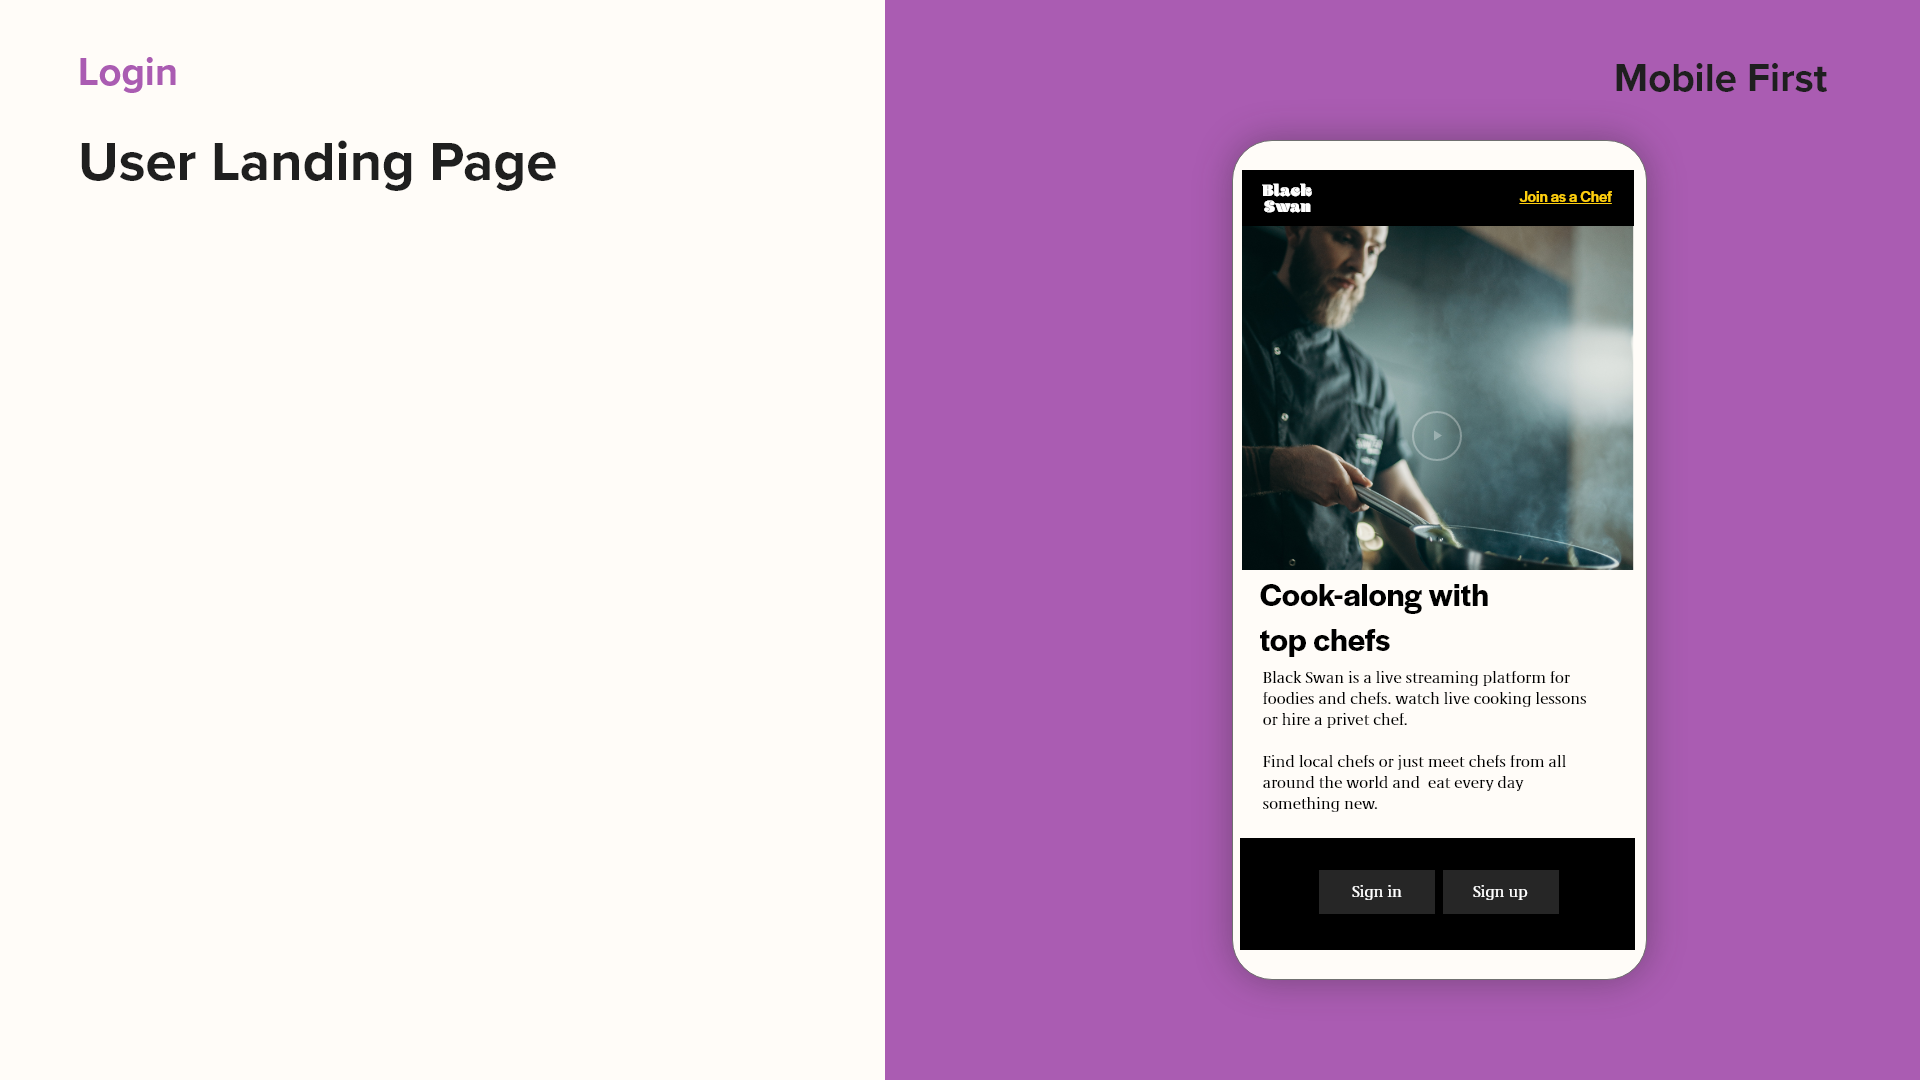 Login
User Landing Page
Mobile First
Black
Swan
Join as a Chef
Cook-along with
top chefs
Black Swan is a live streaming platform for
foodies and chefs. watch live cooking lessons
or hire a privet chef.
Find local chefs or just meet chefs from all
around the world and  eat every day
something new.
Sign in
Sign up